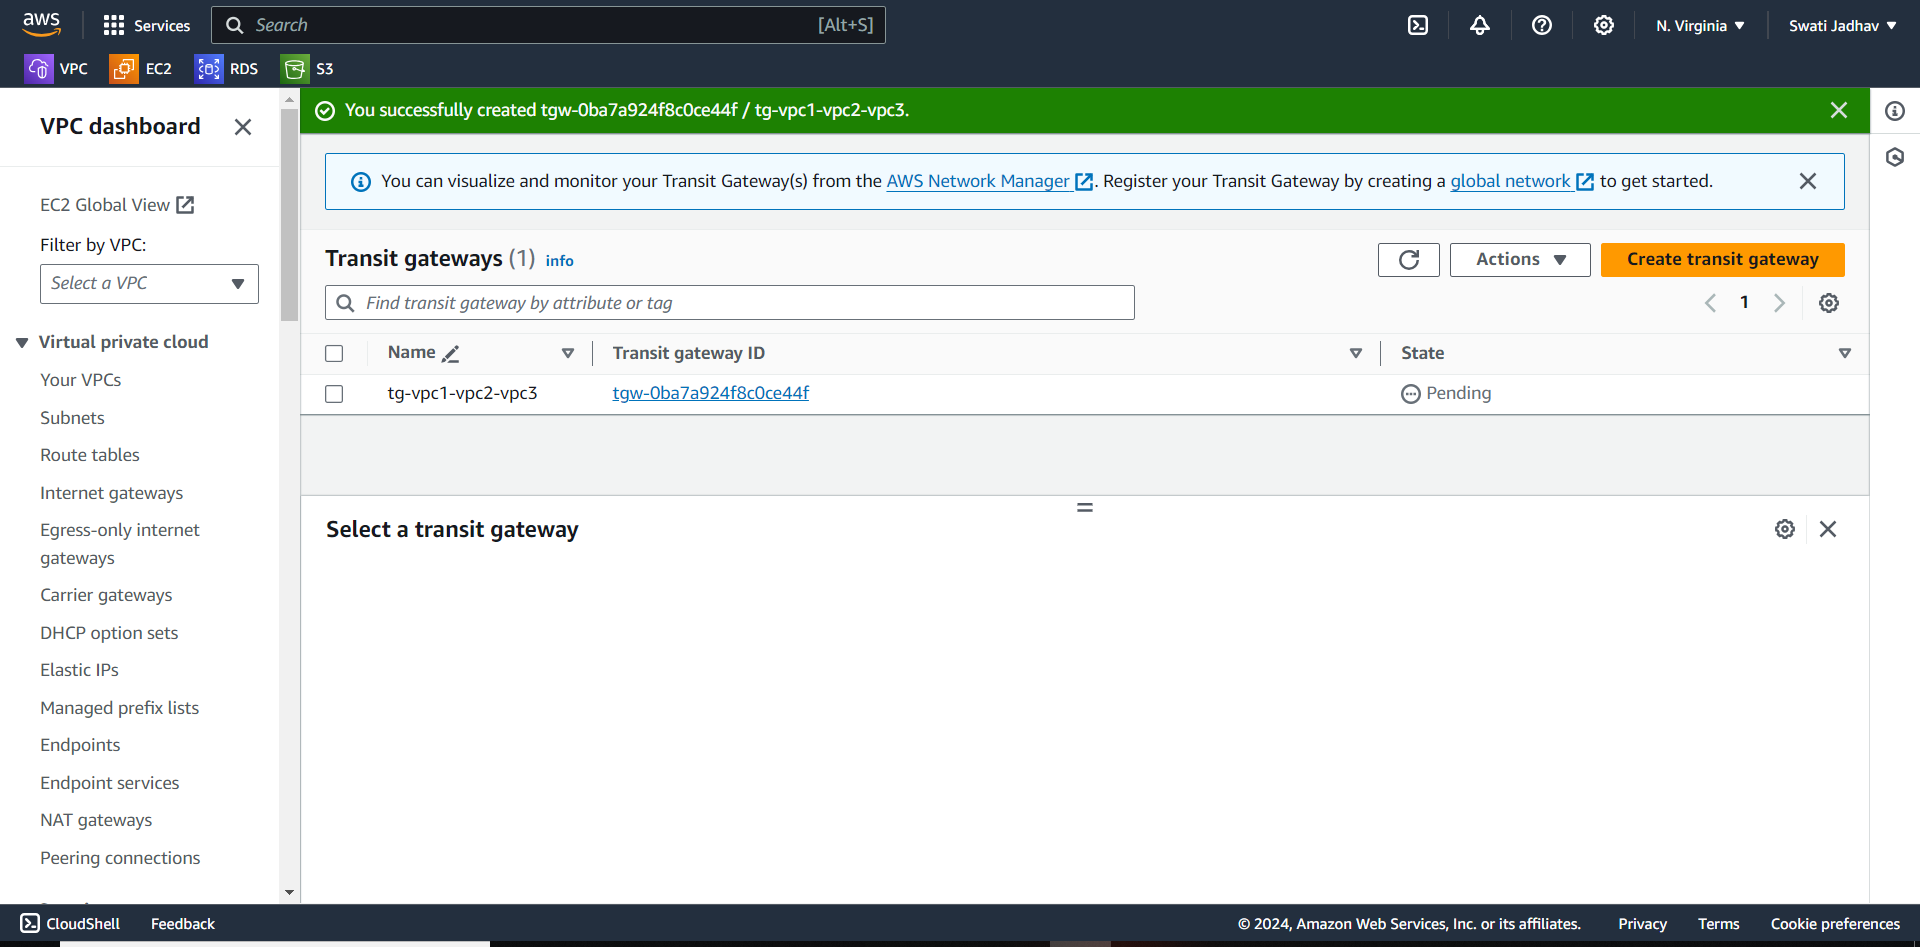 aws
Services
Search
[Alt+S]
N. Virginia
Swati Jadhav
VPC
EC2
RDS
S3
VPC dashboard
EC2 Global View
Filter by VPC:
Select a VPC
Virtual private cloud
Your VPCs
Subnets
Route tables
Internet gateways
Egress-only internet
gateways
Carrier gateways
DHCP option sets
Elastic IPs
Managed prefix lists
Endpoints
Endpoint services
NAT gateways
Peering connections
You successfully created tgw-0ba7a924f8c0ce44f / tg-vpc1-vpc2-vpc3.
You can visualize and monitor your Transit Gateway(s) from the AWS Network Manager. Register your Transit Gateway by creating a global network to get started.
Transit gateways (1) info
Actions
Create transit gateway
Find transit gateway by attribute or tag
1
Name
Transit gateway ID
State
tg-vpc1-vpc2-vpc3
tgw-0ba7a924f8c0ce44f
Pending
Select a transit gateway
CloudShell
Feedback
© 2024, Amazon Web Services, Inc. or its affiliates.
Privacy
Terms
Cookie preferences